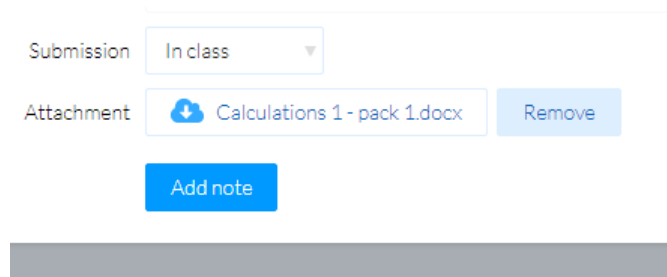 Submission In class
Attachment Calculations 1 - pack 1.docx Remove
Add note